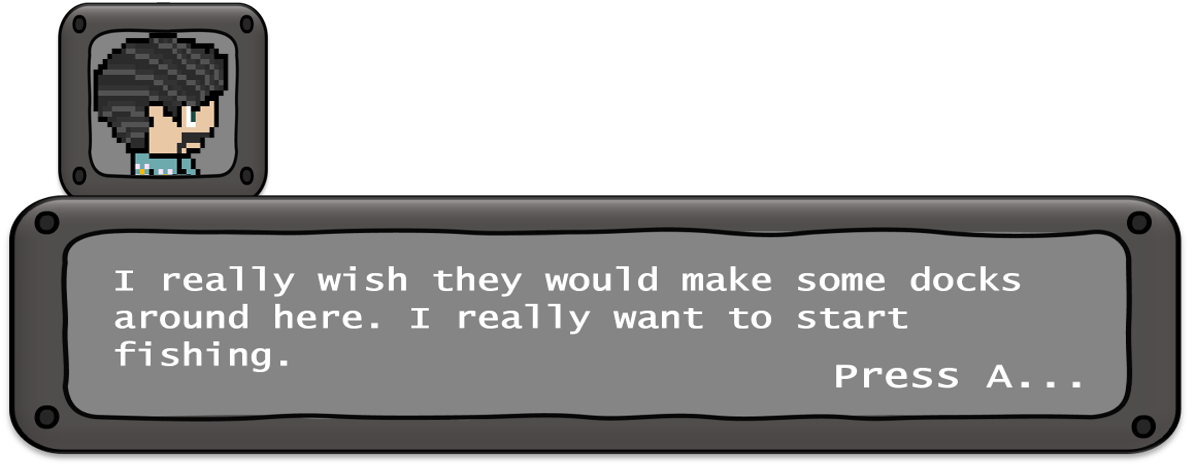 I really wish they would make some docks
around here. I really want to start
fishing.
Press A...